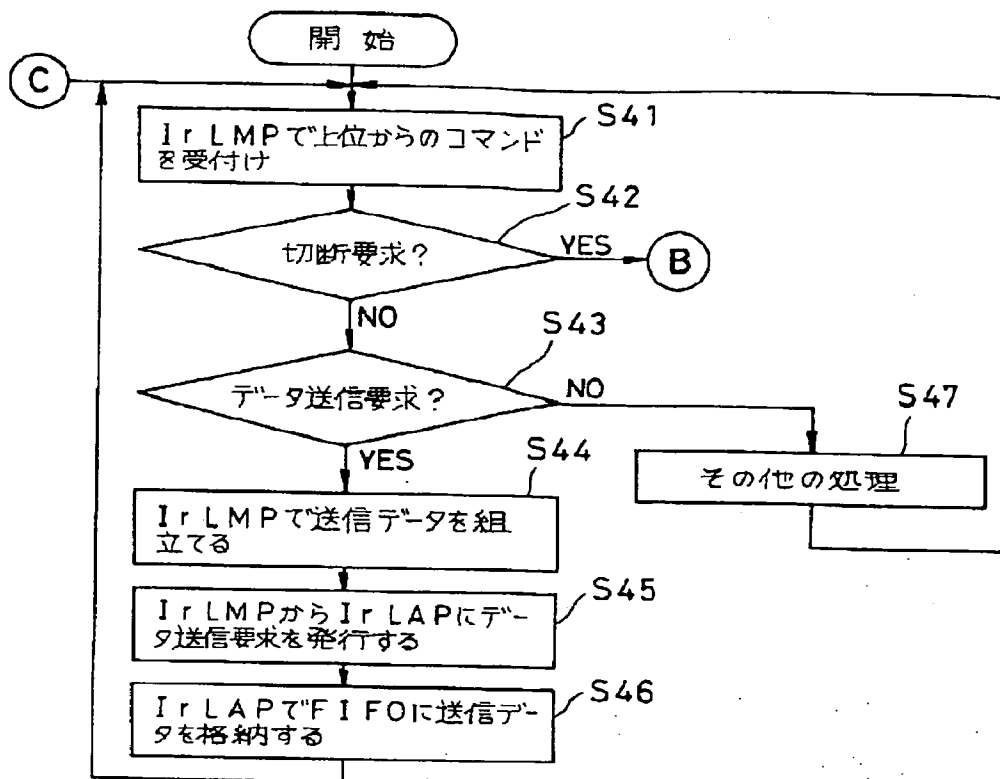 開始
C
S41
IrLMPで上位からのコマンド
を受付け
S42
切断要求?
YES
B
NO
S43
データ送信要求?
NO
S47
YES
その他の処理
S44
IrLMPで送信データを組
立てる
S45
IrLMPからIrLAPにデー
タ送信要求を発行する
S46
IrLAPでFIFOに送信デー
タを格納する